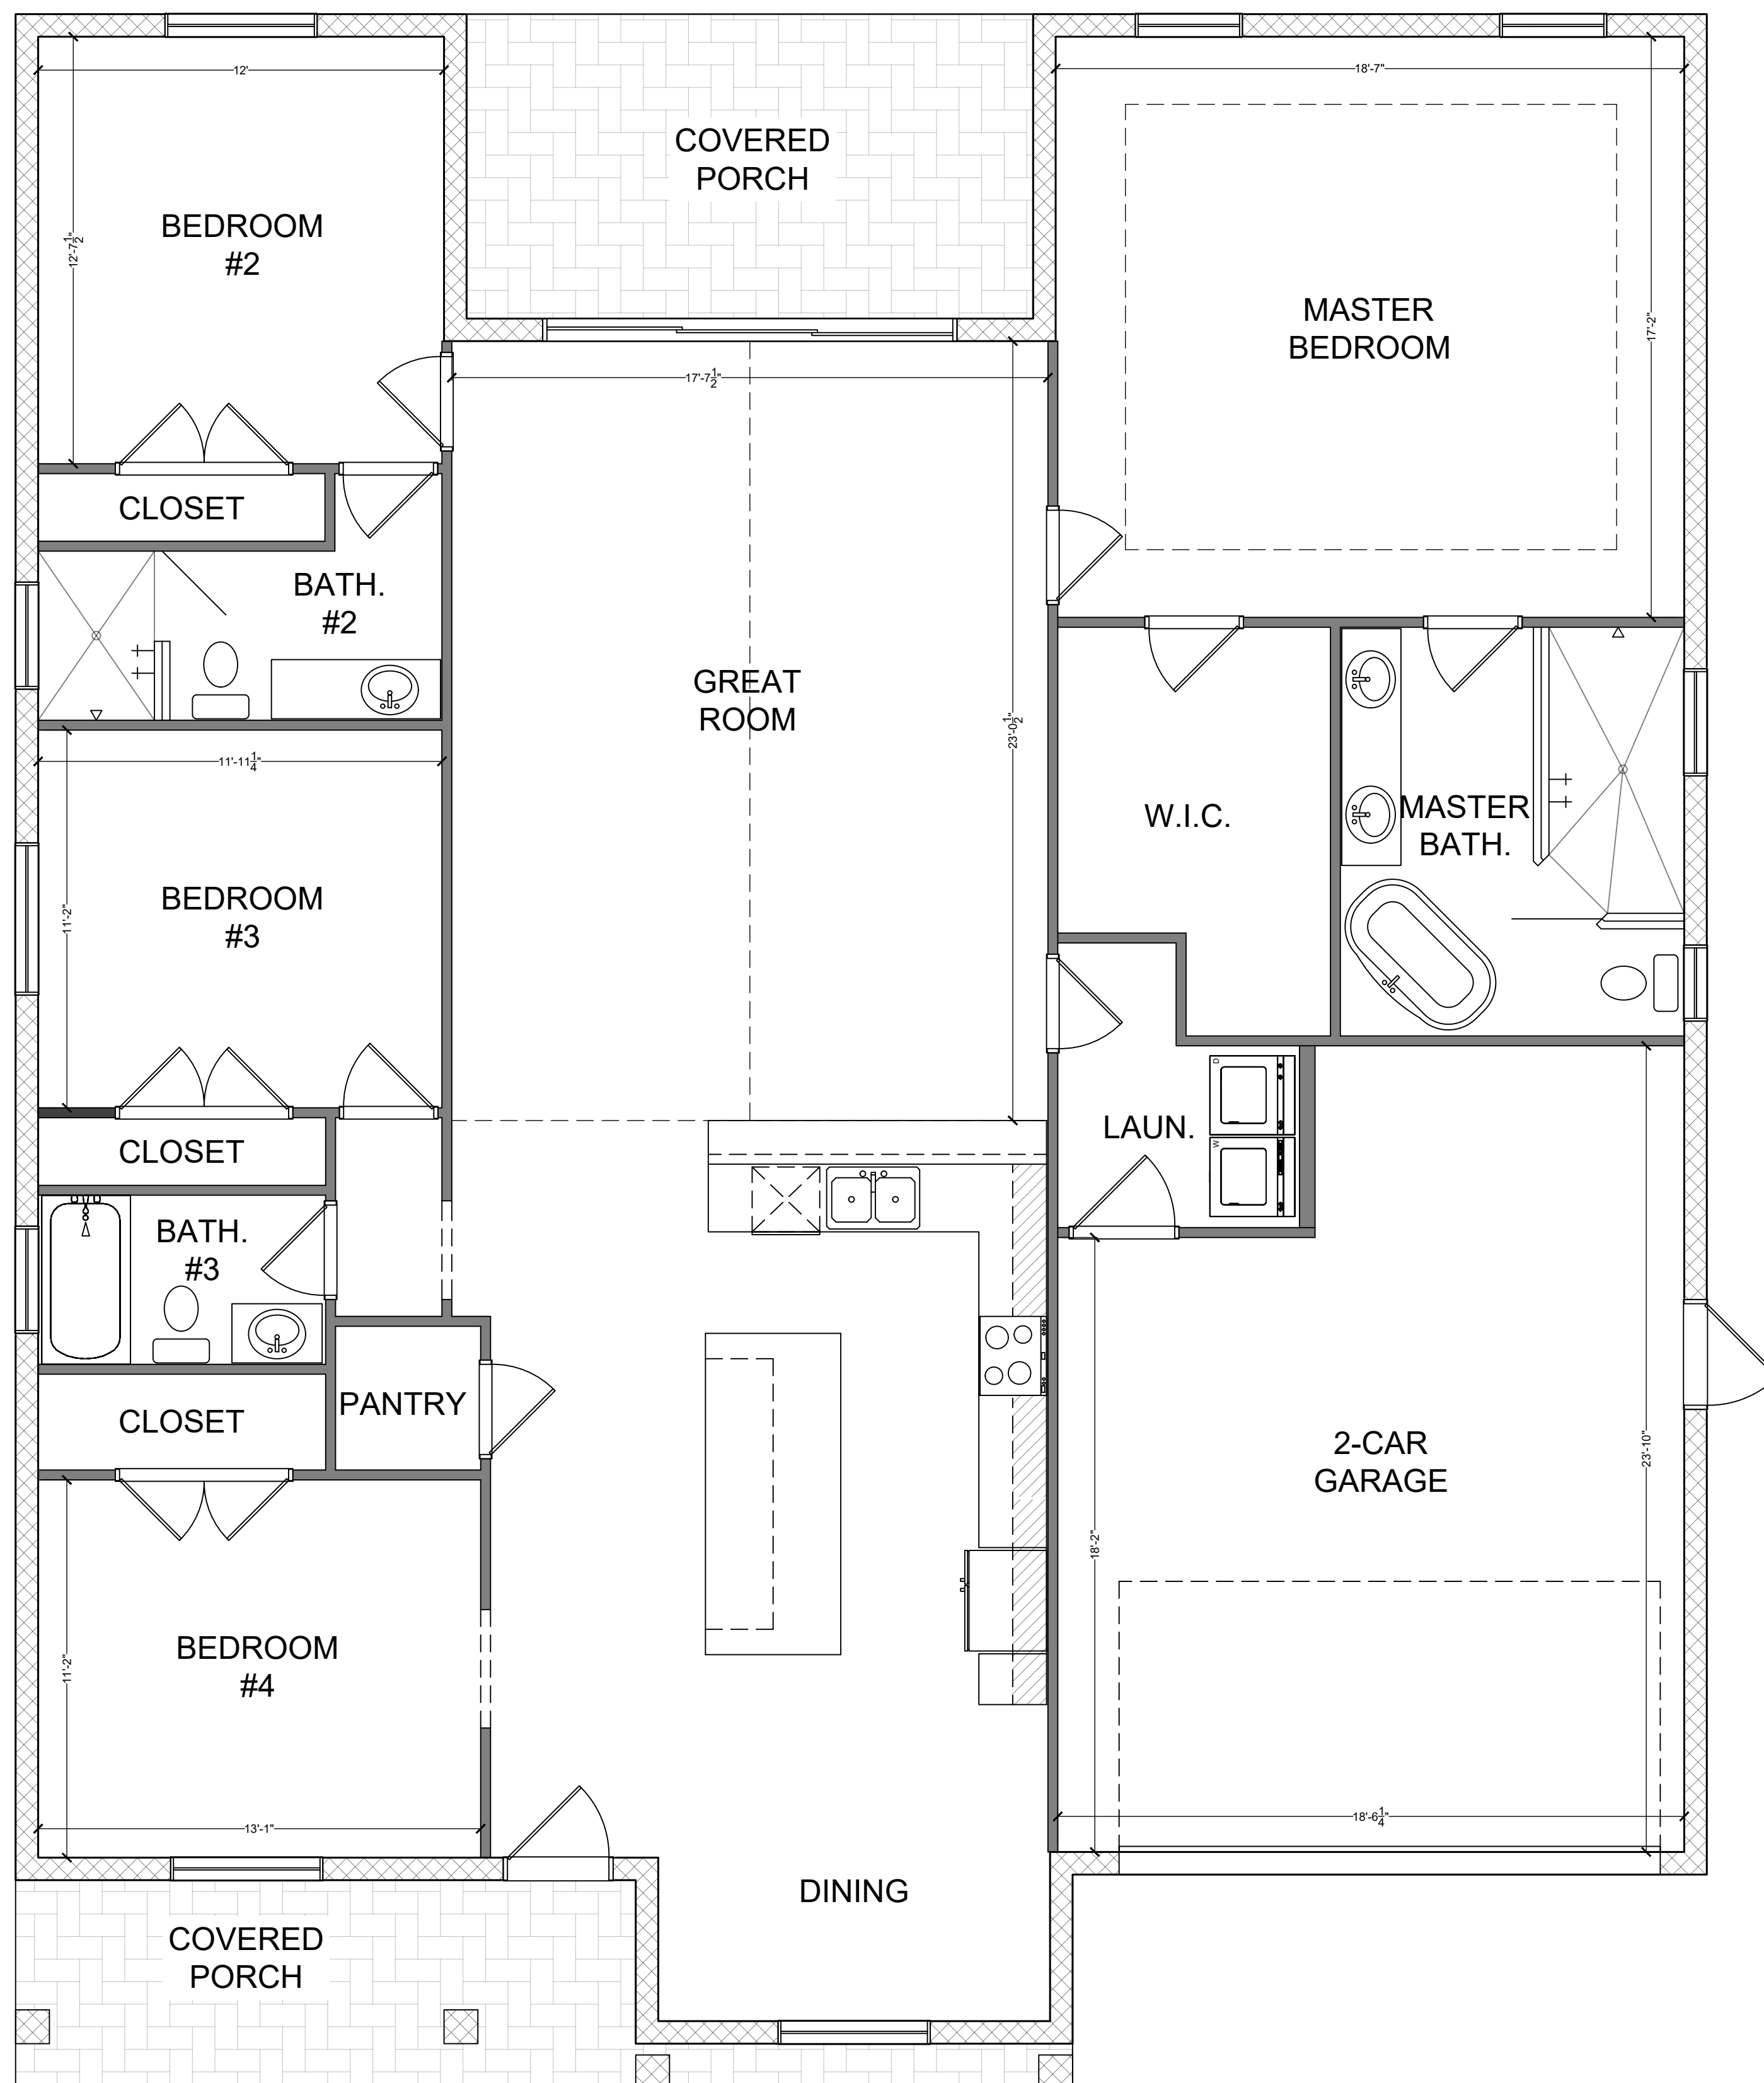 12'
18'-7"
COVERED
PORCH
BEDROOM
#2
12'-7 1/2"
MASTER
BEDROOM
17'-2"
17'-7 1/2"
CLOSET
BATH.
#2
GREAT
ROOM
23'-0 1/2"
11'-11 1/4"
W.I.C.
MASTER
BATH.
BEDROOM
#3
11'-2"
D
LAUN.
W
CLOSET
BATH.
#3
PANTRY
CLOSET
2-CAR
GARAGE
23'-10"
18'-2"
BEDROOM
#4
11'-2"
13'-1"
18'-6 1/4"
DINING
COVERED
PORCH